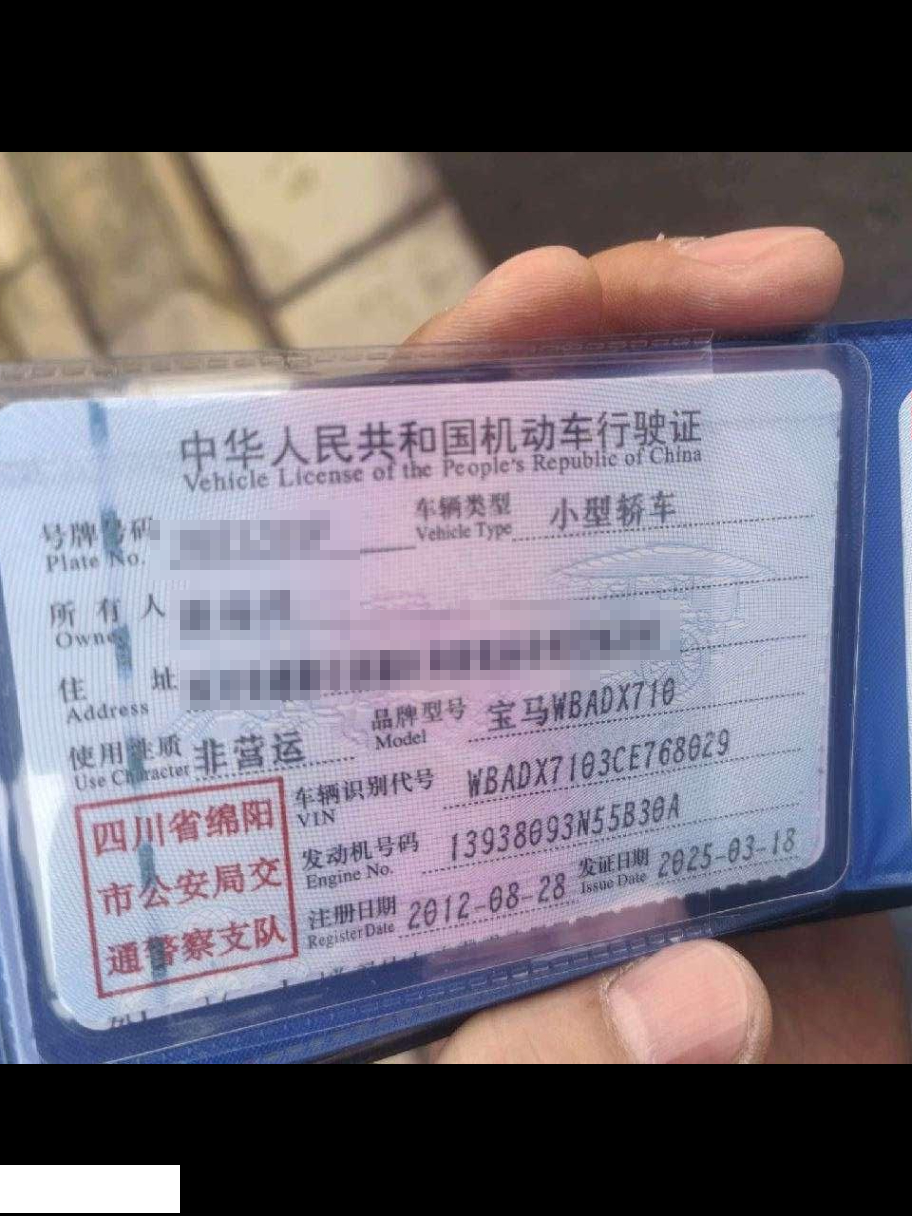 中华人民共和国机动车行驶证
Vehicle License of the People's Republic of China
号牌号码
Plate No.
车辆类型 小型轿车
Vehicle Type
所有人
Owner
住址
Address
使用性质 非营运
Use Character
品牌型号 宝马WBADX710
Model
车辆识别代号 WBADX7103CE768029
VIN
发动机号码 13938093N55B30A
Engine No.
注册日期 2012-08-28
Register Date
发证日期 2025-03-18
Issue Date
四川省绵阳
市公安局交
通警察支队